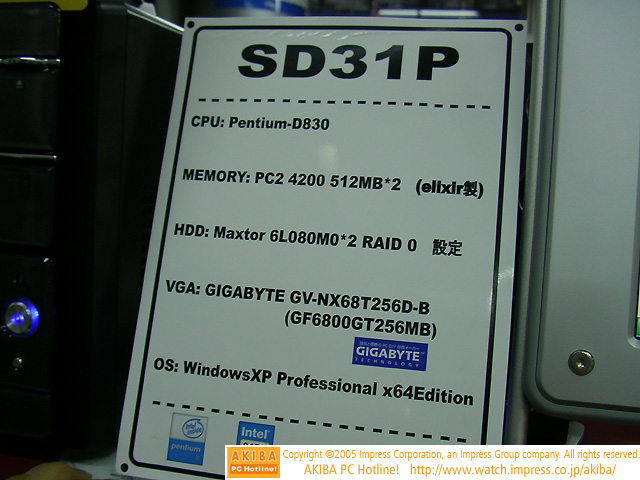 SD31P
CPU: Pentium-D830
MEMORY: PC2 4200 512MB*2 (elixir製)
HDD: Maxtor 6L080M0*2 RAID 0 設定
VGA: GIGABYTE GV-NX68T256D-B
(GF6800GT256MB)
GIGABYTE™
TECHNOLOGY
OS: WindowsXP Professional x64Edition
pentium
Intel
AKIBA
PC Hotline!
Copyright ©2005 Impress Corporation, an Impress Group company. All rights reserved.
AKIBA PC Hotline! http://www.watch.impress.co.jp/akiba/